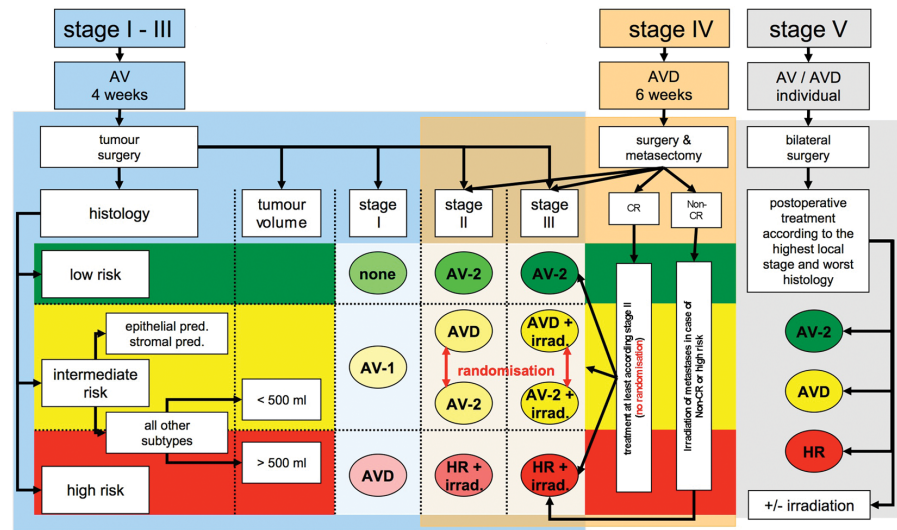 stage I - III
stage IV
stage V
AV
4 weeks
AVD
6 weeks
AV / AVD
individual
tumour
surgery
surgery &
metasectomy
bilateral
surgery
histology
tumour
volume
stage
I
stage
II
stage
III
CR
Non-
CR
postoperative
treatment
according to the
highest local
stage and worst
histology
low risk
none
AV-2
AV-2
epithelial pred.
stromal pred.
intermediate
risk
all other
subtypes
< 500 ml
> 500 ml
AV-1
AVD
AVD +
irrad.
randomisation
AV-2
AV-2 +
irrad.
high risk
AVD
HR +
irrad.
HR +
irrad.
treatment at least according stage II
(no randomisation)
Irradiation of metastases in case of
NonCR or high risk
AV-2
AVD
HR
+/- irradiation